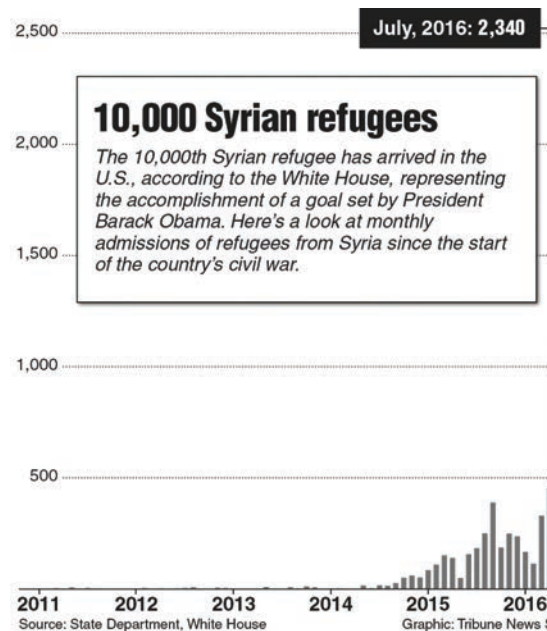 2,500
July, 2016: 2,340
10,000 Syrian refugees
The 10,000th Syrian refugee has arrived in the
U.S., according to the White House, representing
the accomplishment of a goal set by President
Barack Obama. Here's a look at monthly
admissions of refugees from Syria since the start
of the country's civil war.
2,000
1,500
1,000
500
2011 2012 2013 2014 2015 2016
Source: State Department, White House Graphic: Tribune News S